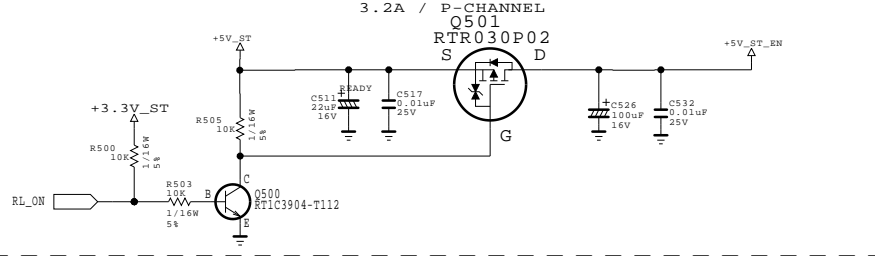 3.2A / P-CHANNEL
Q501
RTR030P02
S
D
G
+5V_ST
+5V_ST_EN
READY
C511
22uF
16V
C517
0.01uF
25V
C526
100uF
16V
C532
0.01uF
25V
+3.3V_ST
R505
10K
1/16W
5%
R500
10K
1/16W
5%
RL_ON
R503
10K
1/16W
5%
B
C
E
Q500
RT1C3904-T112